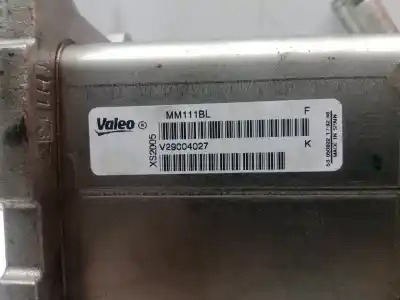 Valeo ®
MM111BL
F
XS2005
V29004027
K
MADE IN SPAIN